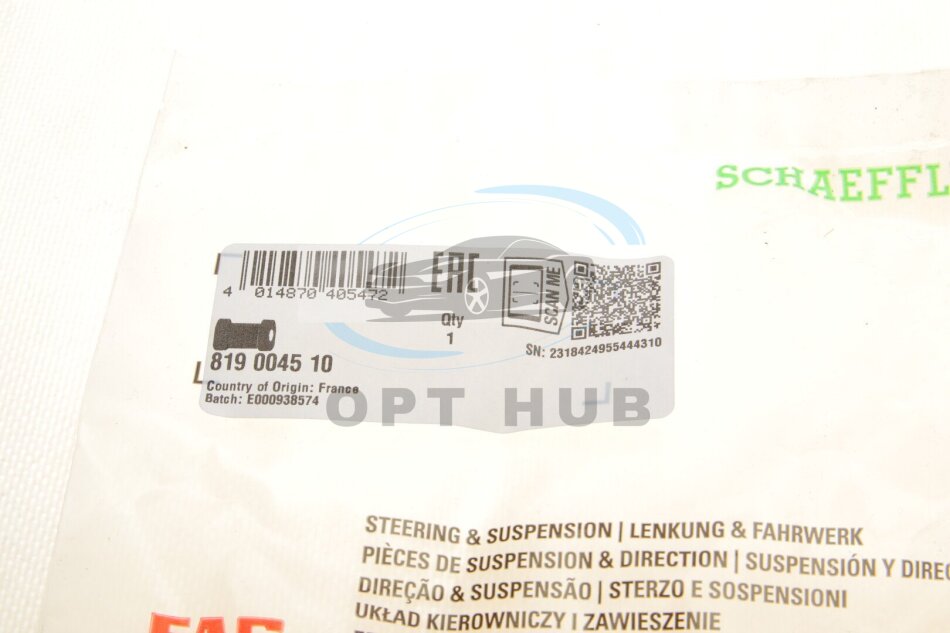 SCHAEFFL
EAC
4 014870 405472
SCAN ME
Qty
1
SN: 2318424955444310
819 0045 10
Country of Origin: France
Batch: E000938574
OPT HUB
STEERING & SUSPENSION | LENKUNG & FAHRWERK
PIÈCES DE SUSPENSION & DIRECTION | SUSPENSIÓN Y DIREC
DIREÇÃO & SUSPENSÃO | STERZO E SOSPENSIONI
UKŁAD KIEROWNICZY I ZAWIESZENIE
FAG